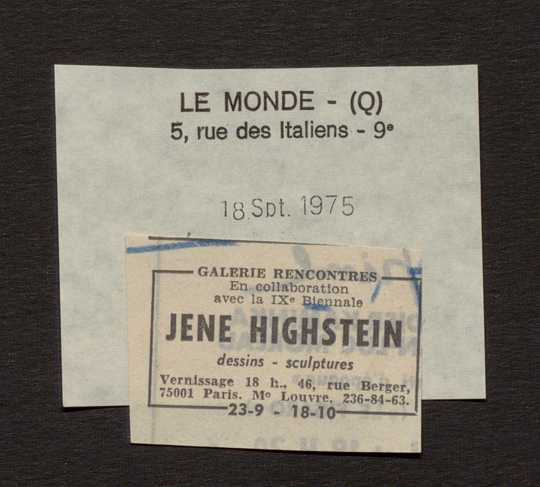 LE MONDE - (Q)
5, rue des Italiens - 9e
18 Spt. 1975
GALERIE RENCONTRES
En collaboration
avec la IXe Biennale
JENE HIGHSTEIN
dessins - sculptures
Vernissage 18 h., 46, rue Berger,
75001 Paris. Mo Louvre. 236-84-63.
23-9 - 18-10